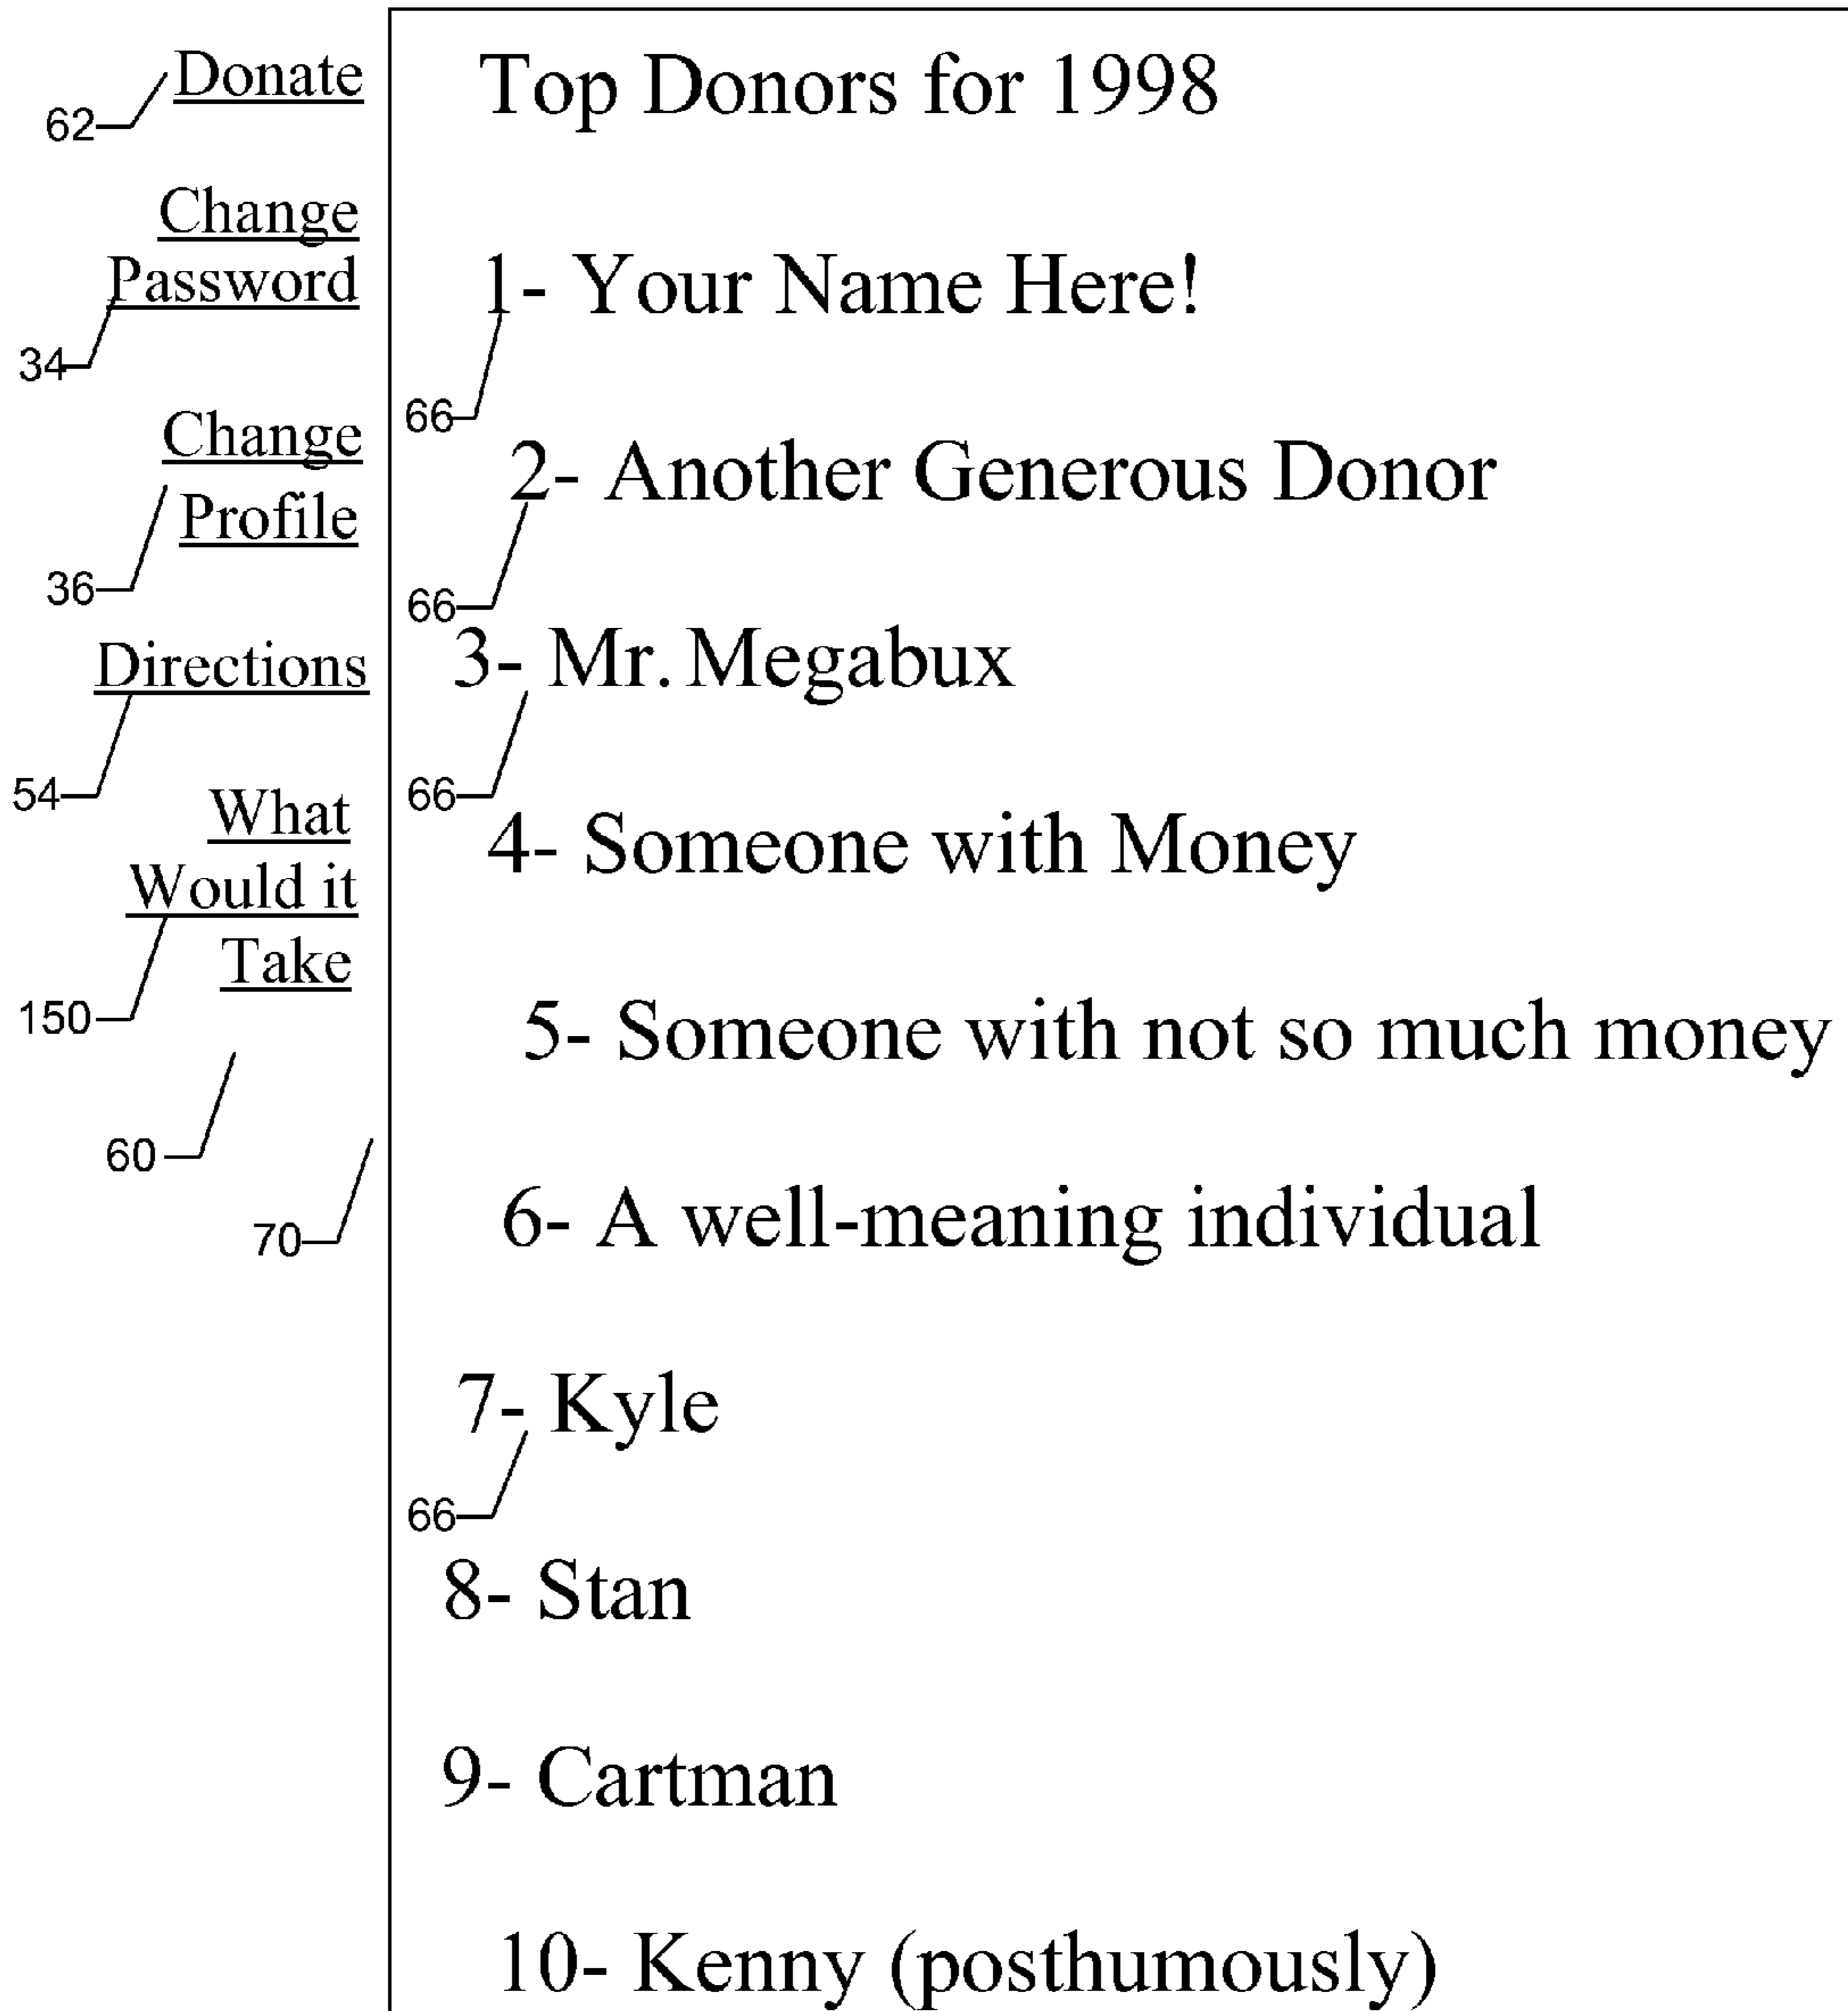 Donate
62
Change
Password
34
Change
Profile
36
Directions
54
What
Would it
Take
150
60
70
Top Donors for 1998
1- Your Name Here!
66
2- Another Generous Donor
66
3- Mr. Megabux
66
4- Someone with Money
5- Someone with not so much money
6- A well-meaning individual
7- Kyle
66
8- Stan
9- Cartman
10- Kenny (posthumously)